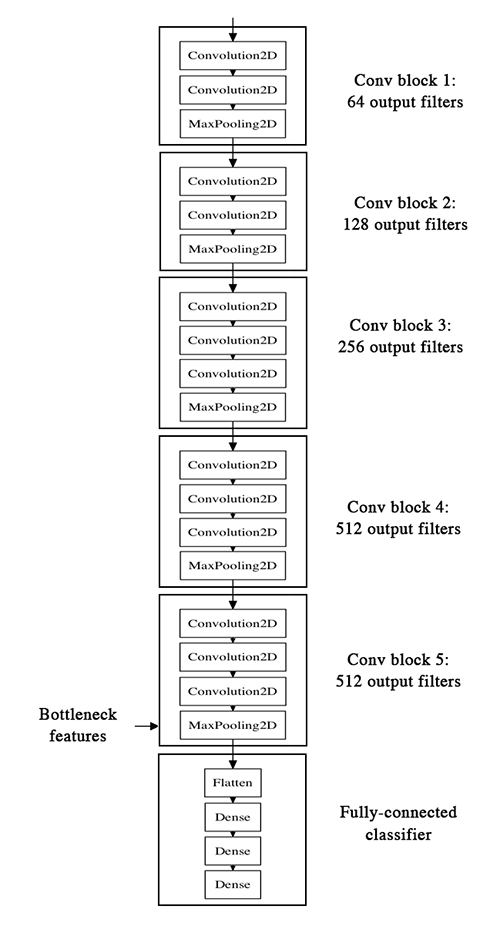 Convolution2D
Convolution2D
MaxPooling2D
Conv block 1:
64 output filters
Convolution2D
Convolution2D
MaxPooling2D
Conv block 2:
128 output filters
Convolution2D
Convolution2D
Convolution2D
MaxPooling2D
Conv block 3:
256 output filters
Convolution2D
Convolution2D
Convolution2D
MaxPooling2D
Conv block 4:
512 output filters
Convolution2D
Convolution2D
Convolution2D
MaxPooling2D
Conv block 5:
512 output filters
Bottleneck
features
Flatten
Dense
Dense
Dense
Fully-connected
classifier